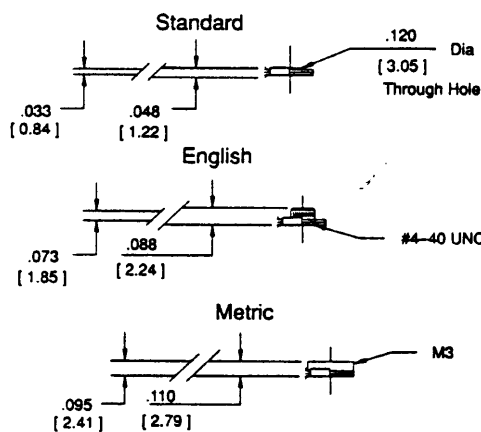 Standard
.120 Dia
[ 3.05 ]
Through Hole
.033 .048
[ 0.84 ] [ 1.22 ]
English
#4-40 UNC
.073 .088
[ 1.85 ] [ 2.24 ]
Metric
M3
.095 .110
[ 2.41 ] [ 2.79 ]